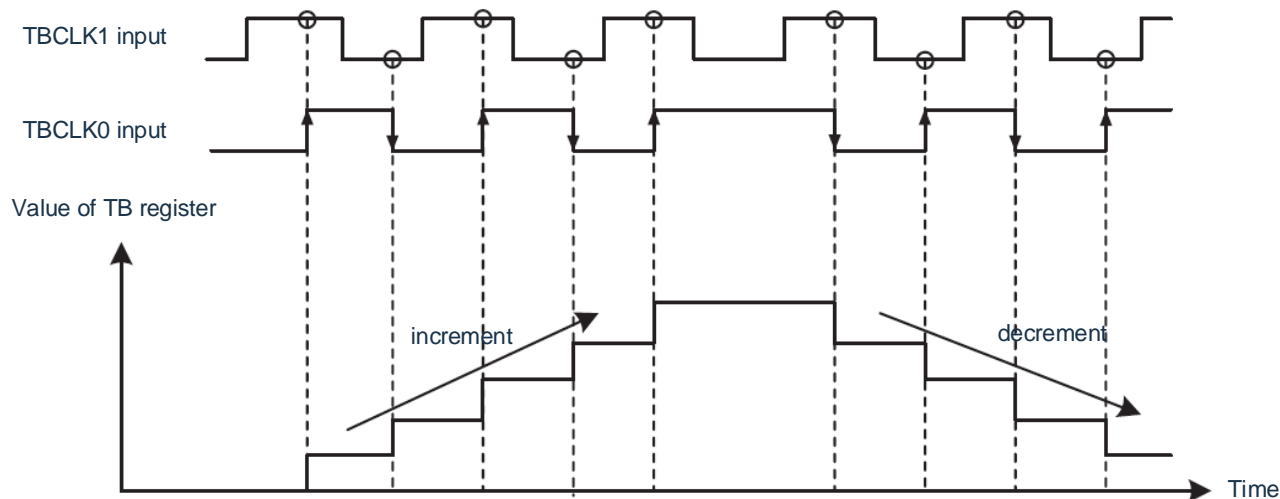 TBCLK1 input
TBCLK0 input
Value of TB register
increment
decrement
Time